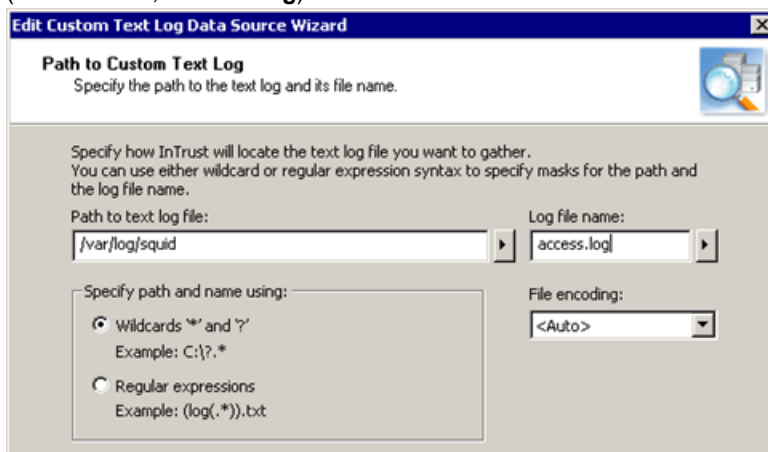 Edit Custom Text Log Data Source Wizard
Path to Custom Text Log
Specify the path to the text log and its file name.
Specify how InTrust will locate the text log file you want to gather.
You can use either wildcard or regular expression syntax to specify masks for the path and
the log file name.
Path to text log file:
Log file name:
/var/log/squid
access.log
Specify path and name using:
File encoding:
Wildcards '*' and '?'
<Auto>
Example: C:\?.*
Regular expressions
Example: (log(.*)).txt